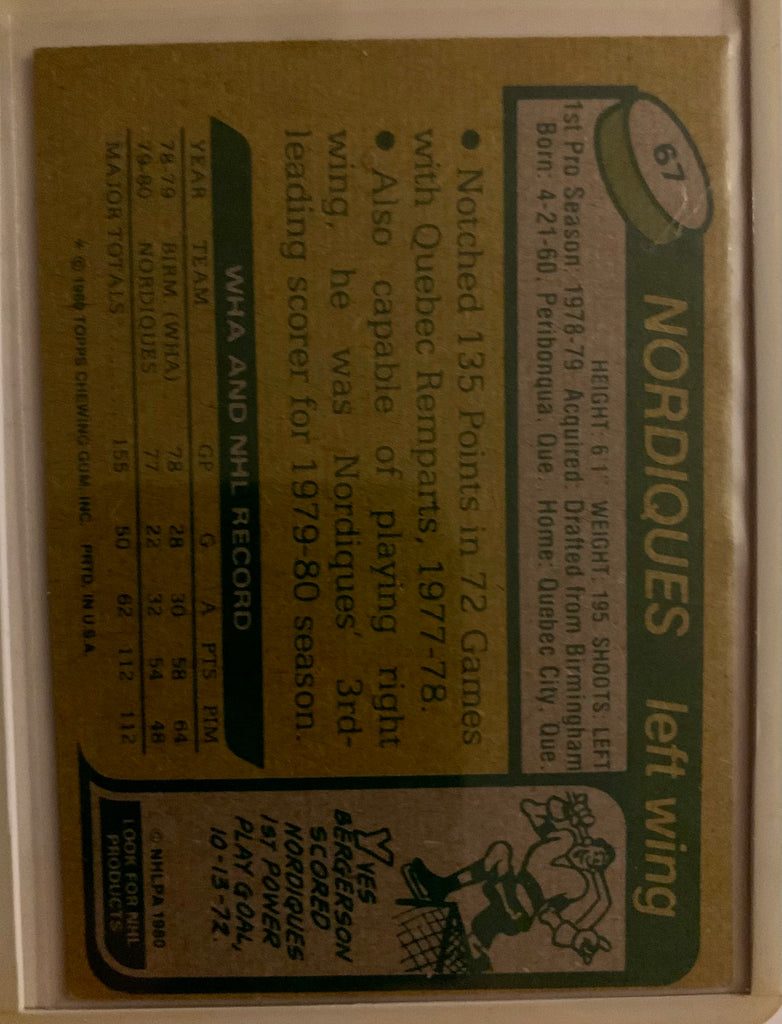 67
NORDIQUES left wing
HEIGHT: 6'1" WEIGHT: 195 SHOOTS: LEFT
1st Pro Season: 1978-79 Acquired: Drafted from Birmingham
Born: 4-21-60, Peribonqua, Que. Home: Quebec City, Que.
● Notched 135 Points in 72 Games
with Quebec Remparts, 1977-78.
● Also capable of playing right
wing, he was Nordiques' 3rd-
leading scorer for 1979-80 season.
WHA AND NHL RECORD
YEAR TEAM GP G A PTS PIM
78-79 BIRM. (WHA) 78 28 30 58 64
79-80 NORDIQUES 77 22 32 54 48
MAJOR TOTALS 155 50 62 112 112
* © 1980 TOPPS CHEWING GUM, INC. PRTD. IN U.S.A.
YVES
BERGERSON
SCORED
NORDIQUES
1ST POWER
PLAY GOAL,
10-13-72.
© NHLPA 1980
LOOK FOR NHL
PRODUCTS